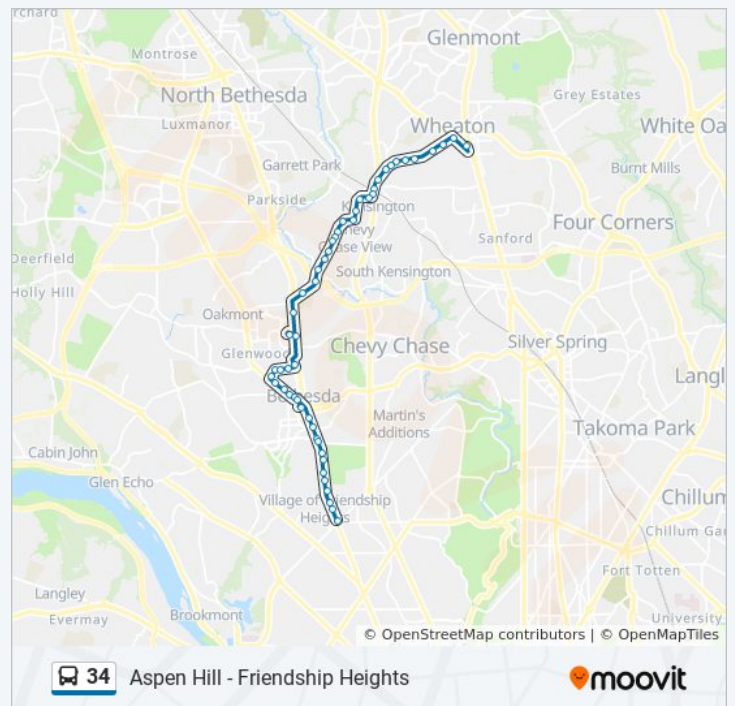 rchard
Glenmont
Montrose
North Bethesda
Grey Estates
Luxmanor
Wheaton
White Oa
Garrett Park
Burnt Mills
Parkside
Kensington
Four Corners
Chevy
Chase View
Sanford
Deerfield
South Kensington
Holly Hill
Oakmont
Silver Spring
Glenwood
Chevy Chase
Langl
Bethesda
Martin's
Additions
Takoma Park
Cabin John
Glen Echo
Chillum
Village of Friendship
Heights
Chillum Gar
Fort Totten
Langley
Evermay
Brookmont
University
© OpenStreetMap contributors | © OpenMapTiles
34 Aspen Hill - Friendship Heights
moovit